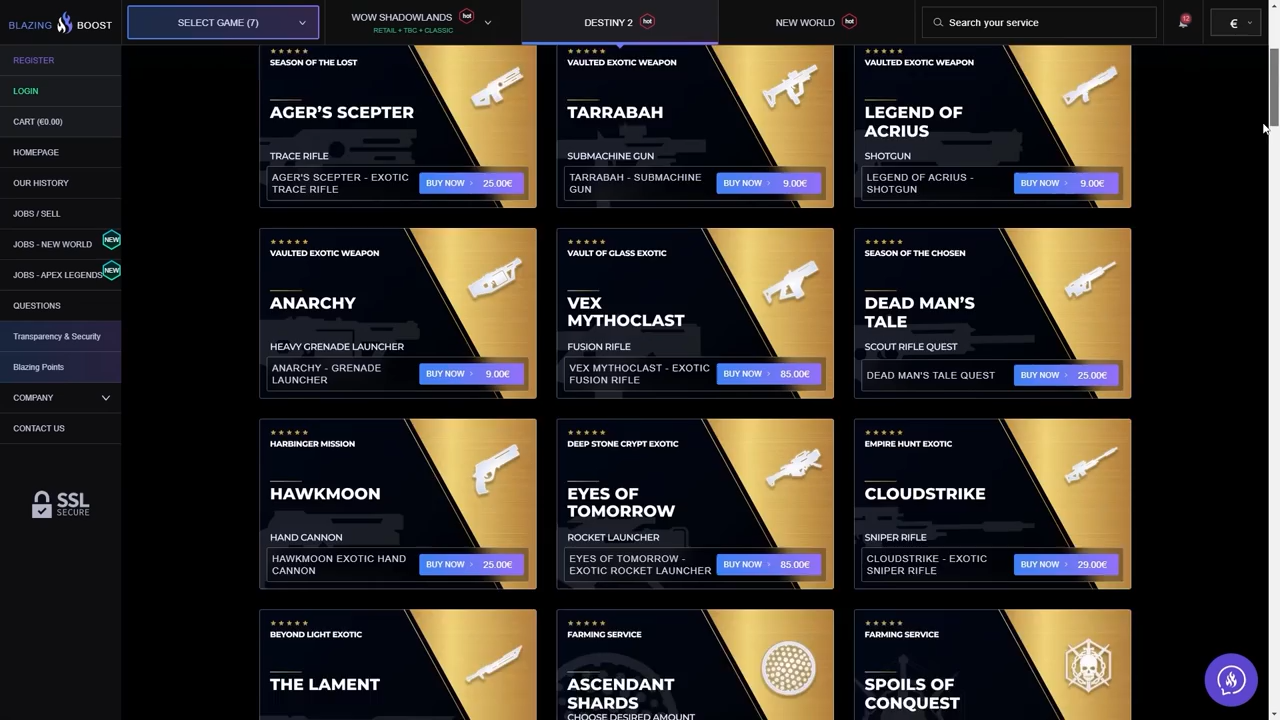 BLAZING BOOST
SELECT GAME (7)
WOW SHADOWLANDS
hot
RETAIL + TBC + CLASSIC
DESTINY 2
hot
NEW WORLD
hot
Search your service
12
€
REGISTER
LOGIN
CART (€0.00)
HOMEPAGE
OUR HISTORY
JOBS / SELL
JOBS - NEW WORLD
NEW
JOBS - APEX LEGENDS
NEW
QUESTIONS
Transparency & Security
Blazing Points
COMPANY
CONTACT US
SSL
SECURE
SEASON OF THE LOST
AGER'S SCEPTER
TRACE RIFLE
AGER'S SCEPTER - EXOTIC
TRACE RIFLE
BUY NOW 25.00€
VAULTED EXOTIC WEAPON
TARRABAH
SUBMACHINE GUN
TARRABAH - SUBMACHINE
GUN
BUY NOW 9.00€
VAULTED EXOTIC WEAPON
LEGEND OF
ACRIUS
SHOTGUN
LEGEND OF ACRIUS -
SHOTGUN
BUY NOW 9.00€
VAULTED EXOTIC WEAPON
ANARCHY
HEAVY GRENADE LAUNCHER
ANARCHY - GRENADE
LAUNCHER
BUY NOW 9.00€
VAULT OF GLASS EXOTIC
VEX
MYTHOCLAST
FUSION RIFLE
VEX MYTHOCLAST - EXOTIC
FUSION RIFLE
BUY NOW 85.00€
SEASON OF THE CHOSEN
DEAD MAN'S
TALE
SCOUT RIFLE QUEST
DEAD MAN'S TALE QUEST
BUY NOW 25.00€
HARBINGER MISSION
HAWKMOON
HAND CANNON
HAWKMOON EXOTIC HAND
CANNON
BUY NOW 25.00€
DEEP STONE CRYPT EXOTIC
EYES OF
TOMORROW
ROCKET LAUNCHER
EYES OF TOMORROW -
EXOTIC ROCKET LAUNCHER
BUY NOW 85.00€
EMPIRE HUNT EXOTIC
CLOUDSTRIKE
SNIPER RIFLE
CLOUDSTRIKE - EXOTIC
SNIPER RIFLE
BUY NOW 29.00€
BEYOND LIGHT EXOTIC
THE LAMENT
FARMING SERVICE
ASCENDANT
SHARDS
CHOOSE DESIRED AMOUNT
FARMING SERVICE
SPOILS OF
CONQUEST